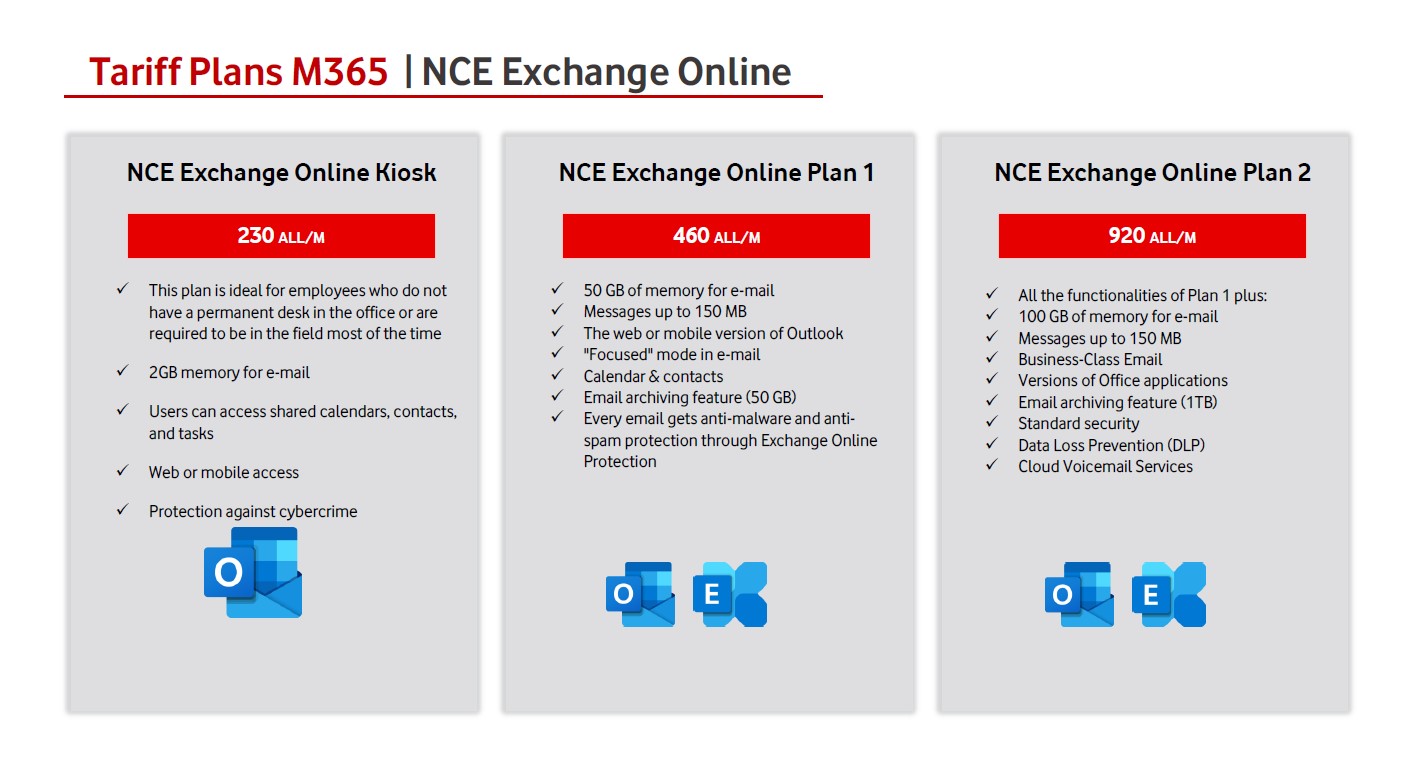 Tariff Plans M365 | NCE Exchange Online
NCE Exchange Online Kiosk
230 ALL/M
This plan is ideal for employees who do not
have a permanent desk in the office or are
required to be in the field most of the time
2GB memory for e-mail
Users can access shared calendars, contacts,
and tasks
Web or mobile access
Protection against cybercrime
O
NCE Exchange Online Plan 1
460 ALL/M
50 GB of memory for e-mail
Messages up to 150 MB
The web or mobile version of Outlook
"Focused" mode in e-mail
Calendar & contacts
Email archiving feature (50 GB)
Every email gets anti-malware and anti-
spam protection through Exchange Online
Protection
O E
NCE Exchange Online Plan 2
920 ALL/M
All the functionalities of Plan 1 plus:
100 GB of memory for e-mail
Messages up to 150 MB
Business-Class Email
Versions of Office applications
Email archiving feature (1TB)
Standard security
Data Loss Prevention (DLP)
Cloud Voicemail Services
O E